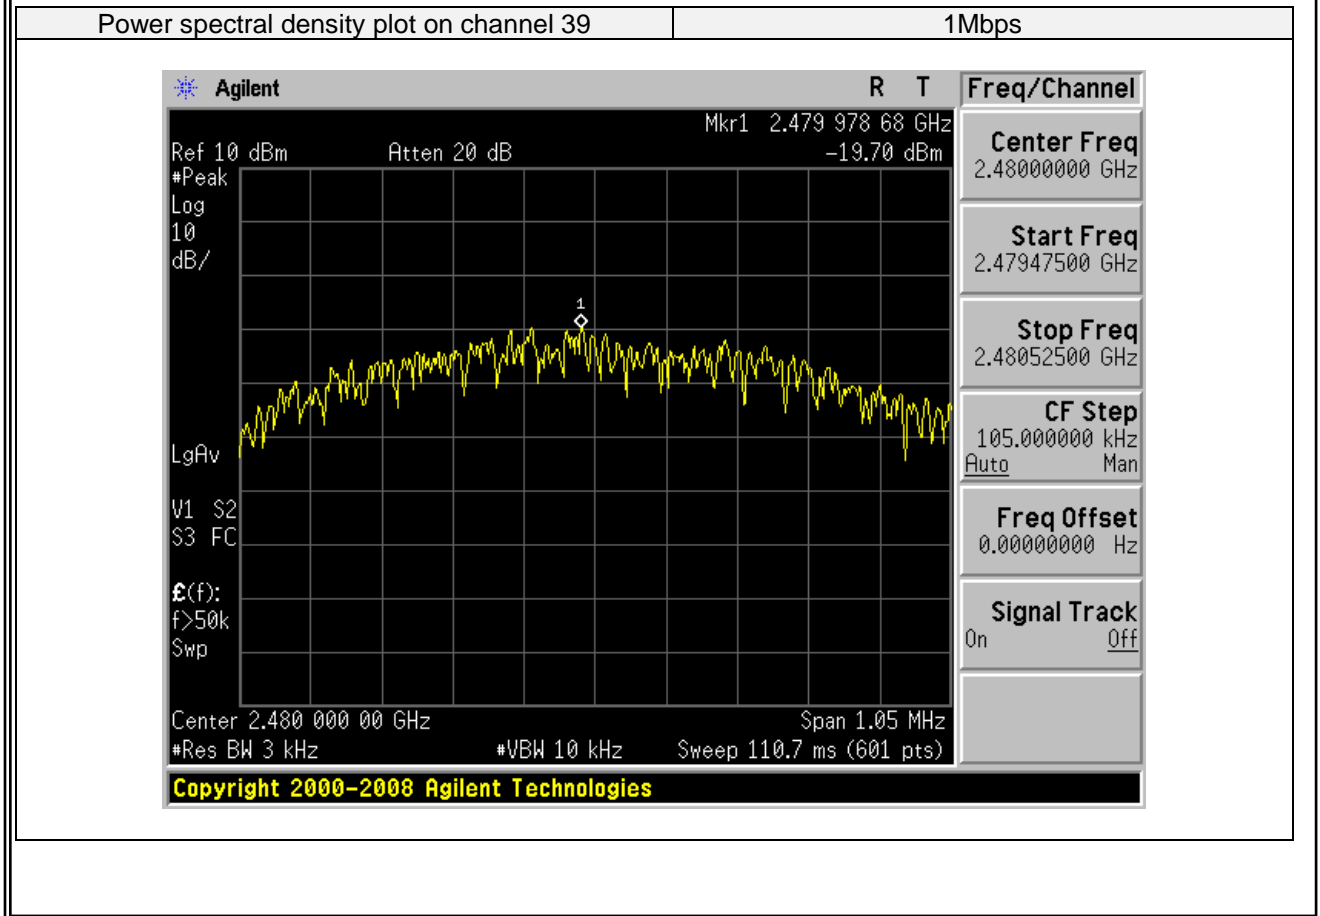 Power spectral density plot on channel 39 1Mbps
Agilent R T Freq/Channel
Mkr1 2.479 978 68 GHz
Ref 10 dBm Atten 20 dB -19.70 dBm
#Peak
Log
10
dB/
1
LgAv
V1 S2
S3 FC
£(f):
f>50k
Swp
Center 2.480 000 00 GHz Span 1.05 MHz
#Res BW 3 kHz #VBW 10 kHz Sweep 110.7 ms (601 pts)
Center Freq
2.48000000 GHz
Start Freq
2.47947500 GHz
Stop Freq
2.48052500 GHz
CF Step
105.000000 kHz
Auto Man
Freq Offset
0.00000000 Hz
Signal Track
On Off
Copyright 2000-2008 Agilent Technologies